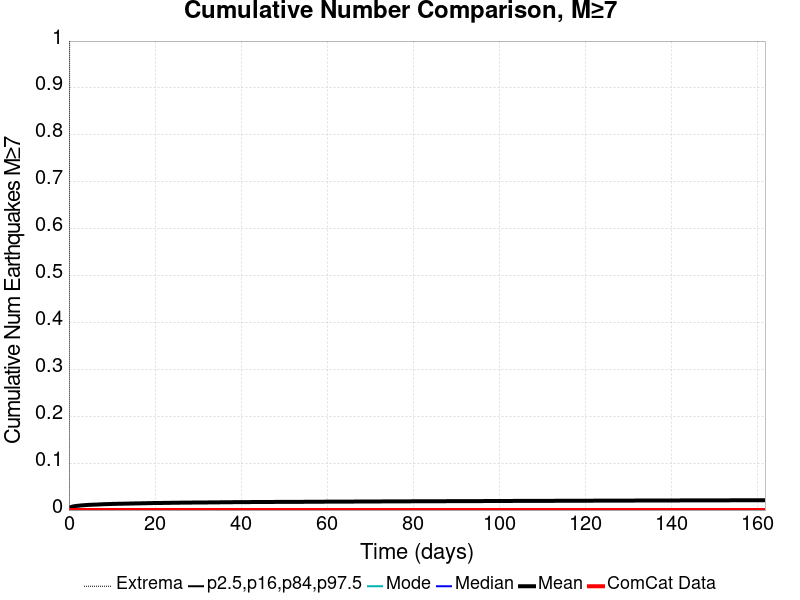 Cumulative Number Comparison, M≥7
Cumulative Num Earthquakes M≥7
1
0.9
0.8
0.7
0.6
0.5
0.4
0.3
0.2
0.1
0
0 20 40 60 80 100 120 140 160
Time (days)
Extrema p2.5,p16,p84,p97.5 Mode Median Mean ComCat Data